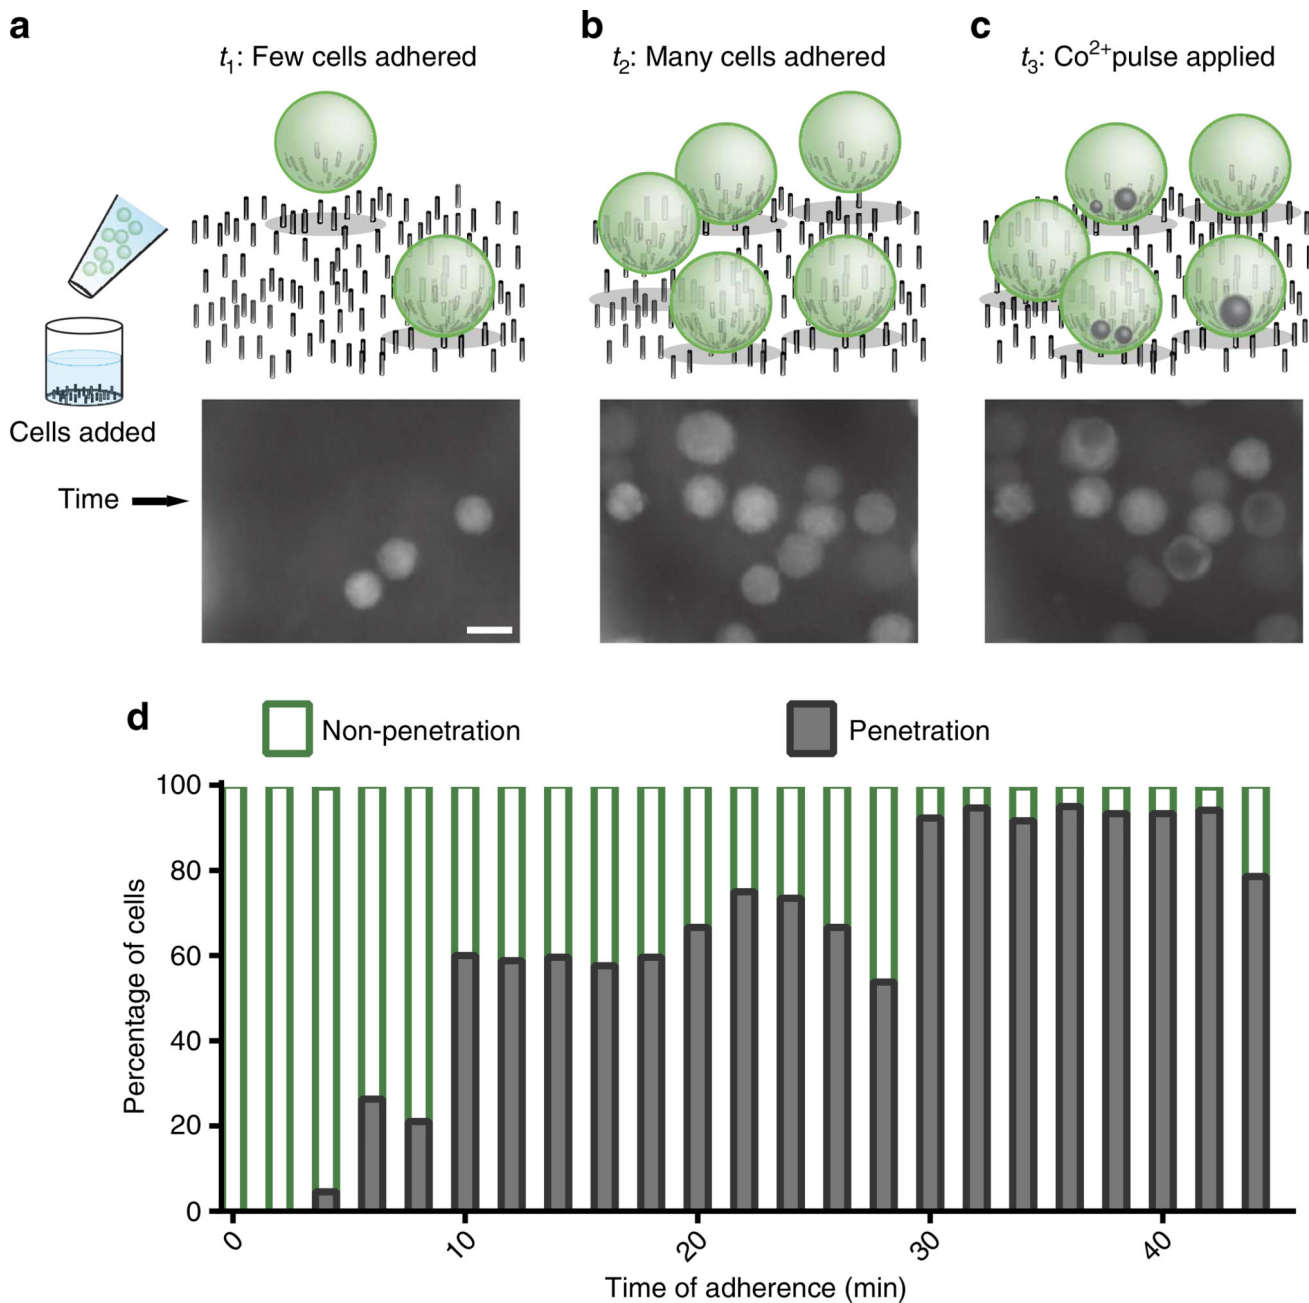 a
t1: Few cells adhered
b
t2: Many cells adhered
c
t3: Co2+pulse applied
Cells added
Time
d
Non-penetration
Penetration
Percentage of cells
100
80
60
40
20
0
0
10
20
30
40
Time of adherence (min)